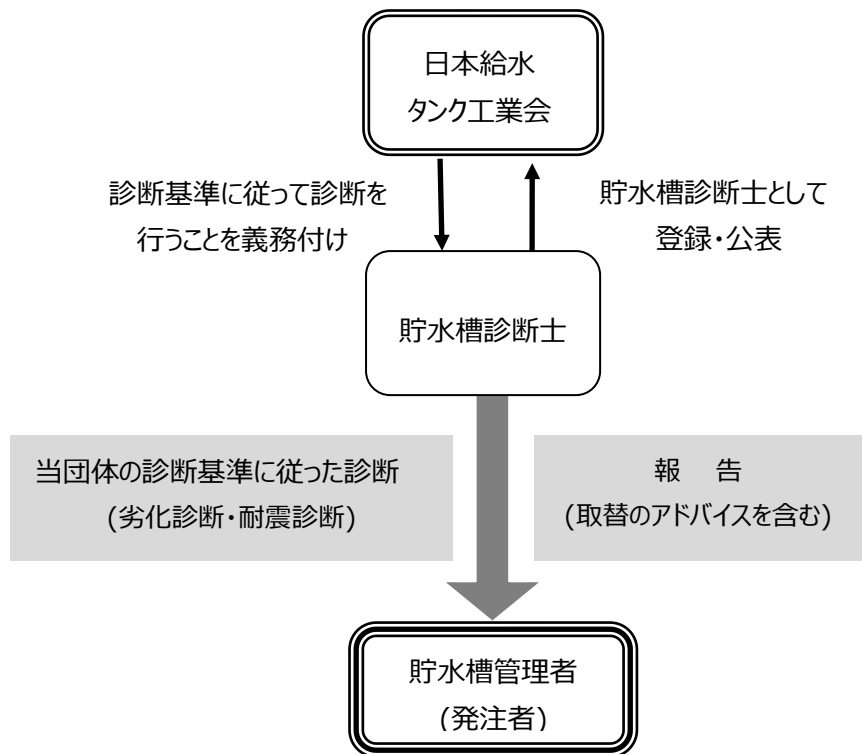 日本給水
タンク工業会
診断基準に従って診断を
行うことを義務付け
貯水槽診断士として
登録・公表
貯水槽診断士
当団体の診断基準に従った診断
(劣化診断・耐震診断)
報　告
(取替のアドバイスを含む)
貯水槽管理者
(発注者)